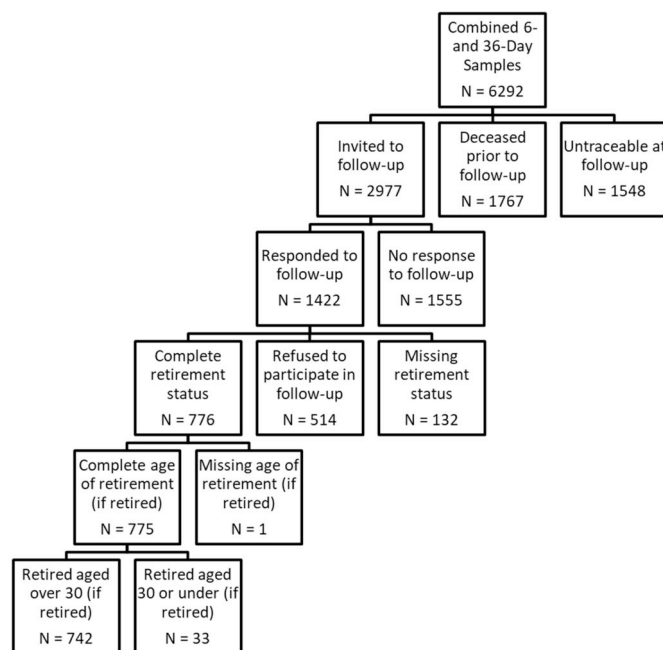 Combined 6-
and 36-Day
Samples
N = 6292
Invited to
follow-up
N = 2977
Deceased
prior to
follow-up
N = 1767
Untraceable at
follow-up
N = 1548
Responded to
follow-up
N = 1422
No response
to follow-up
N = 1555
Complete
retirement
status
N = 776
Refused to
participate in
follow-up
N = 514
Missing
retirement
status
N = 132
Complete age
of retirement
(if retired)
N = 775
Missing age of
retirement (if
retired)
N = 1
Retired aged
over 30 (if
retired)
N = 742
Retired aged
30 or under (if
retired)
N = 33